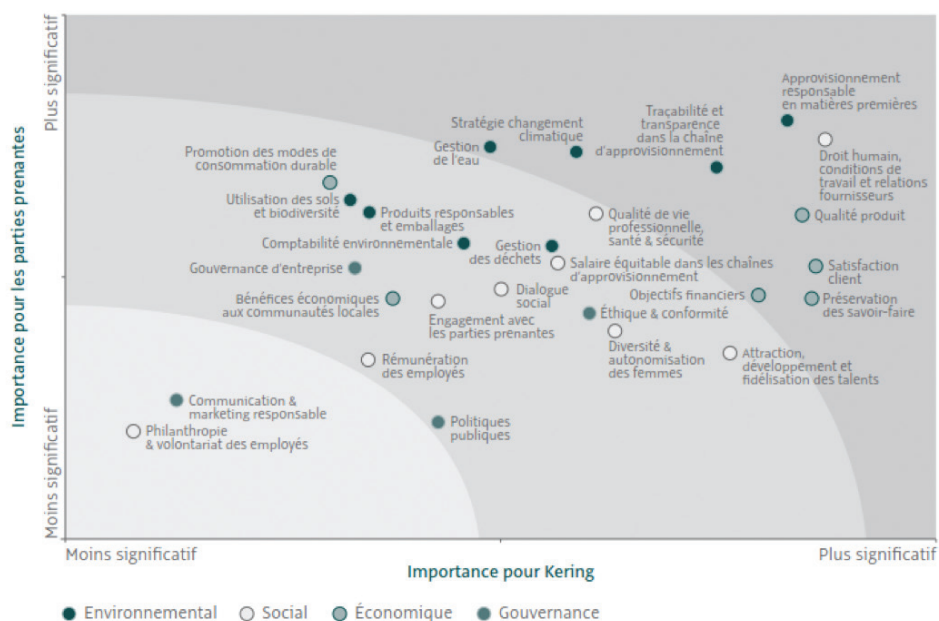 Importance pour les parties prenantes
Plus significatif
Moins significatif
Approvisionnement
responsable
en matières premières
Traçabilité et
transparence
dans la chaîne
d'approvisionnement
Stratégie changement
climatique
Gestion
de l'eau
Droit humain,
conditions de
travail et relations
fournisseurs
Promotion des modes de
consommation durable
Utilisation des sols
et biodiversité
Produits responsables
et emballages
Qualité de vie
professionnelle,
santé & sécurité
Qualité produit
Comptabilité environnementale
Gestion
des déchets
Gouvernance d'entreprise
Salaire équitable dans les chaînes
d'approvisionnement
Satisfaction
client
Bénéfices économiques
aux communautés locales
Dialogue
social
Objectifs financiers
Préservation
des savoir-faire
Engagement avec
les parties prenantes
Éthique & conformité
Diversité &
autonomisation
des femmes
Attraction,
développement et
fidélisation des talents
Rémunération
des employés
Communication &
marketing responsable
Politiques
publiques
Philanthropie
& volontariat des employés
Moins significatif
Plus significatif
Importance pour Kering
Environnemental
Social
Économique
Gouvernance